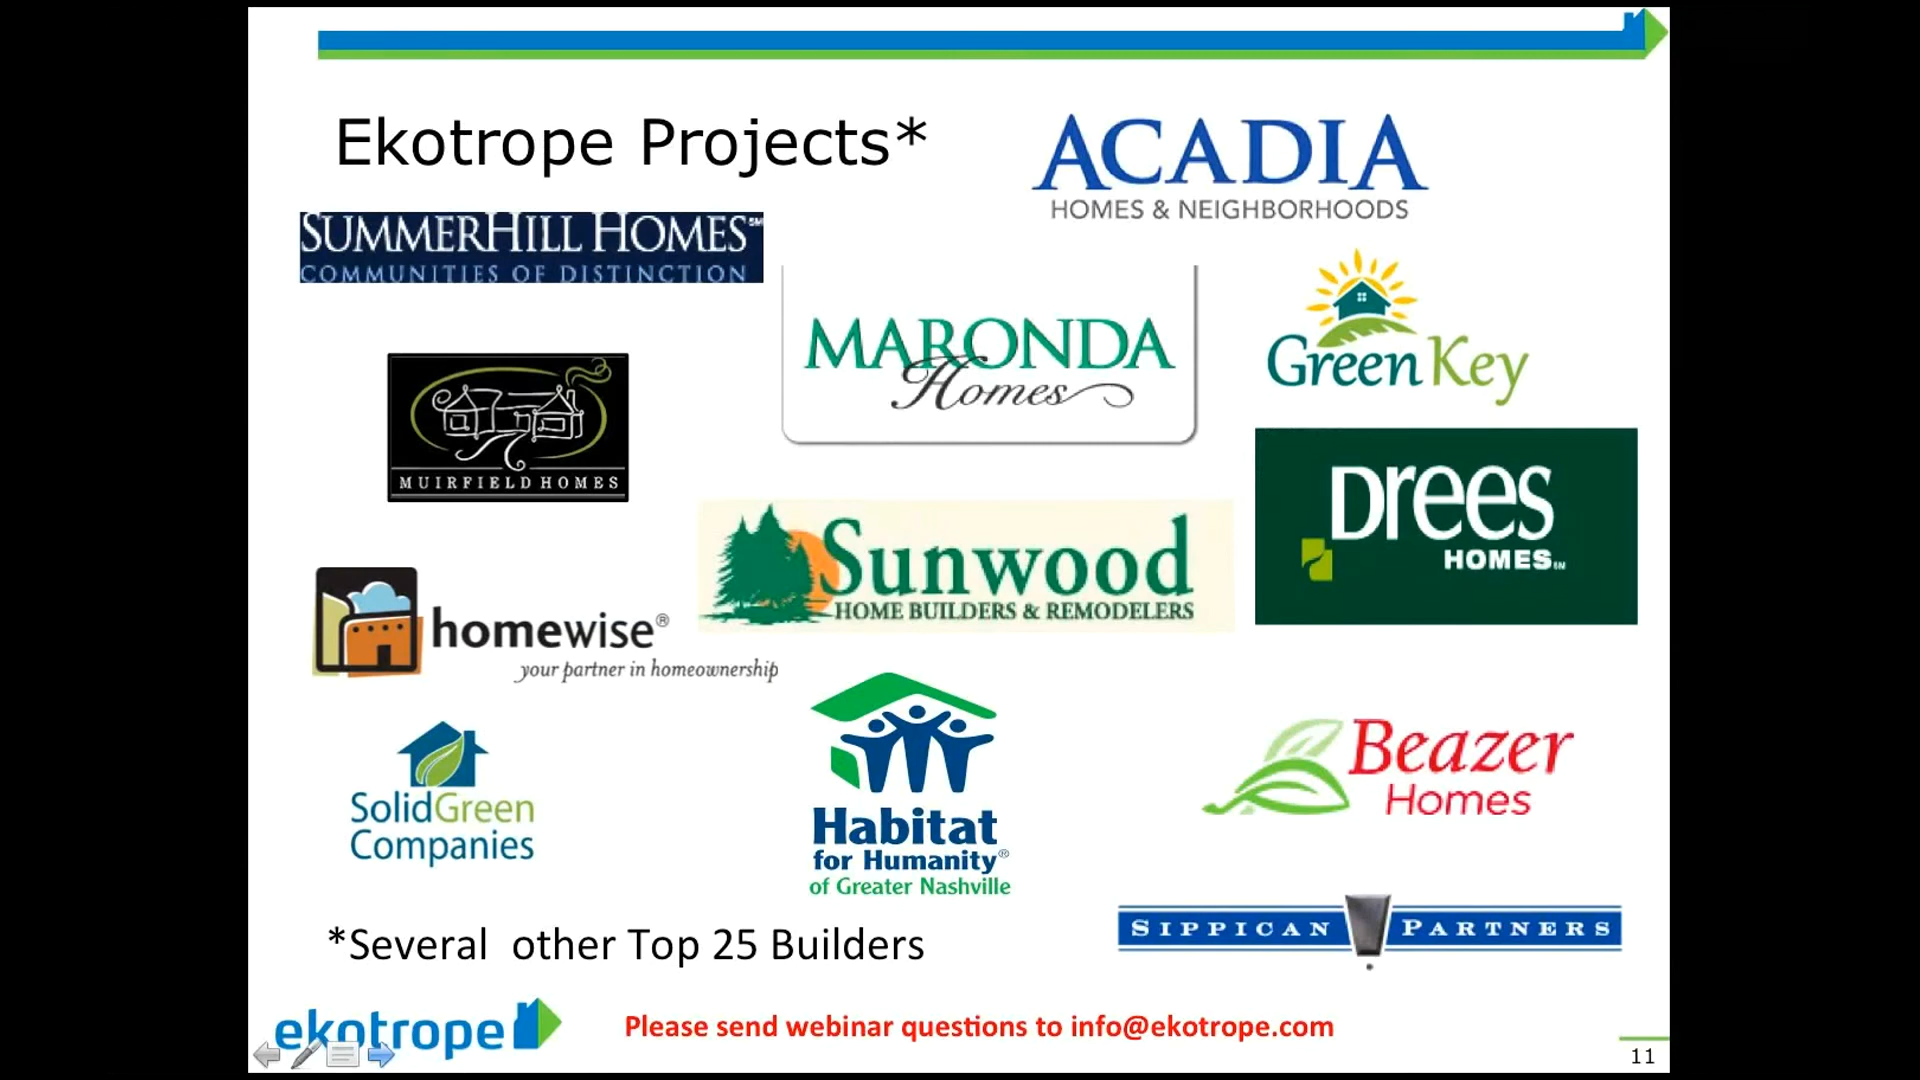 Ekotrope Projects*
ACADIA
HOMES & NEIGHBORHOODS
SUMMERHILL HOMES℠
COMMUNITIES OF DISTINCTION
MARONDA
Homes
Green Key
MUIRFIELD HOMES
Drees
HOMES℠
Sunwood
HOME BUILDERS & REMODELERS
homewise®
your partner in homeownership
SolidGreen
Companies
Habitat
for Humanity®
of Greater Nashville
Beazer
Homes
SIPPICAN PARTNERS
*Several other Top 25 Builders
ekotrope
Please send webinar questions to info@ekotrope.com
11